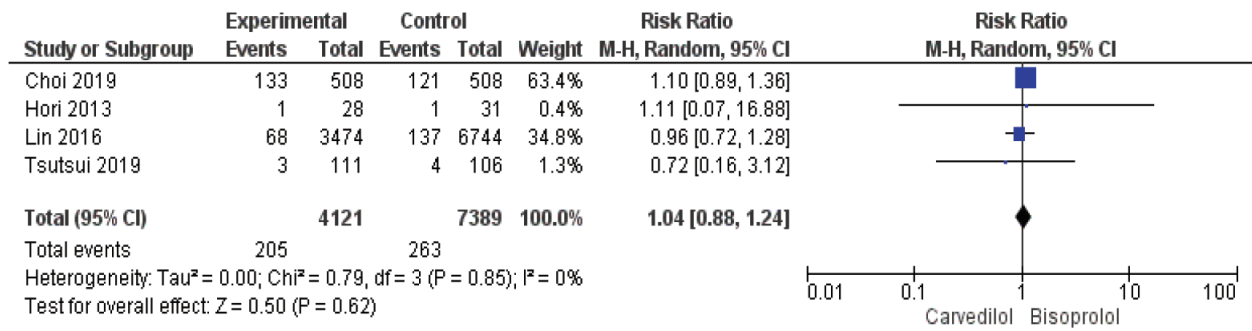 Experimental Control Risk Ratio Risk Ratio
Study or Subgroup Events Total Events Total Weight M-H, Random, 95% CI M-H, Random, 95% CI
Choi 2019 133 508 121 508 63.4% 1.10 [0.89, 1.36]
Hori 2013 1 28 1 31 0.4% 1.11 [0.07, 16.88]
Lin 2016 68 3474 137 6744 34.8% 0.96 [0.72, 1.28]
Tsutsui 2019 3 111 4 106 1.3% 0.72 [0.16, 3.12]
Total (95% CI) 4121 7389 100.0% 1.04 [0.88, 1.24]
Total events 205 263
Heterogeneity: Tau² = 0.00; Chi² = 0.79, df = 3 (P = 0.85); I² = 0%
Test for overall effect: Z = 0.50 (P = 0.62)
0.01 0.1 1 10 100
Carvedilol Bisoprolol